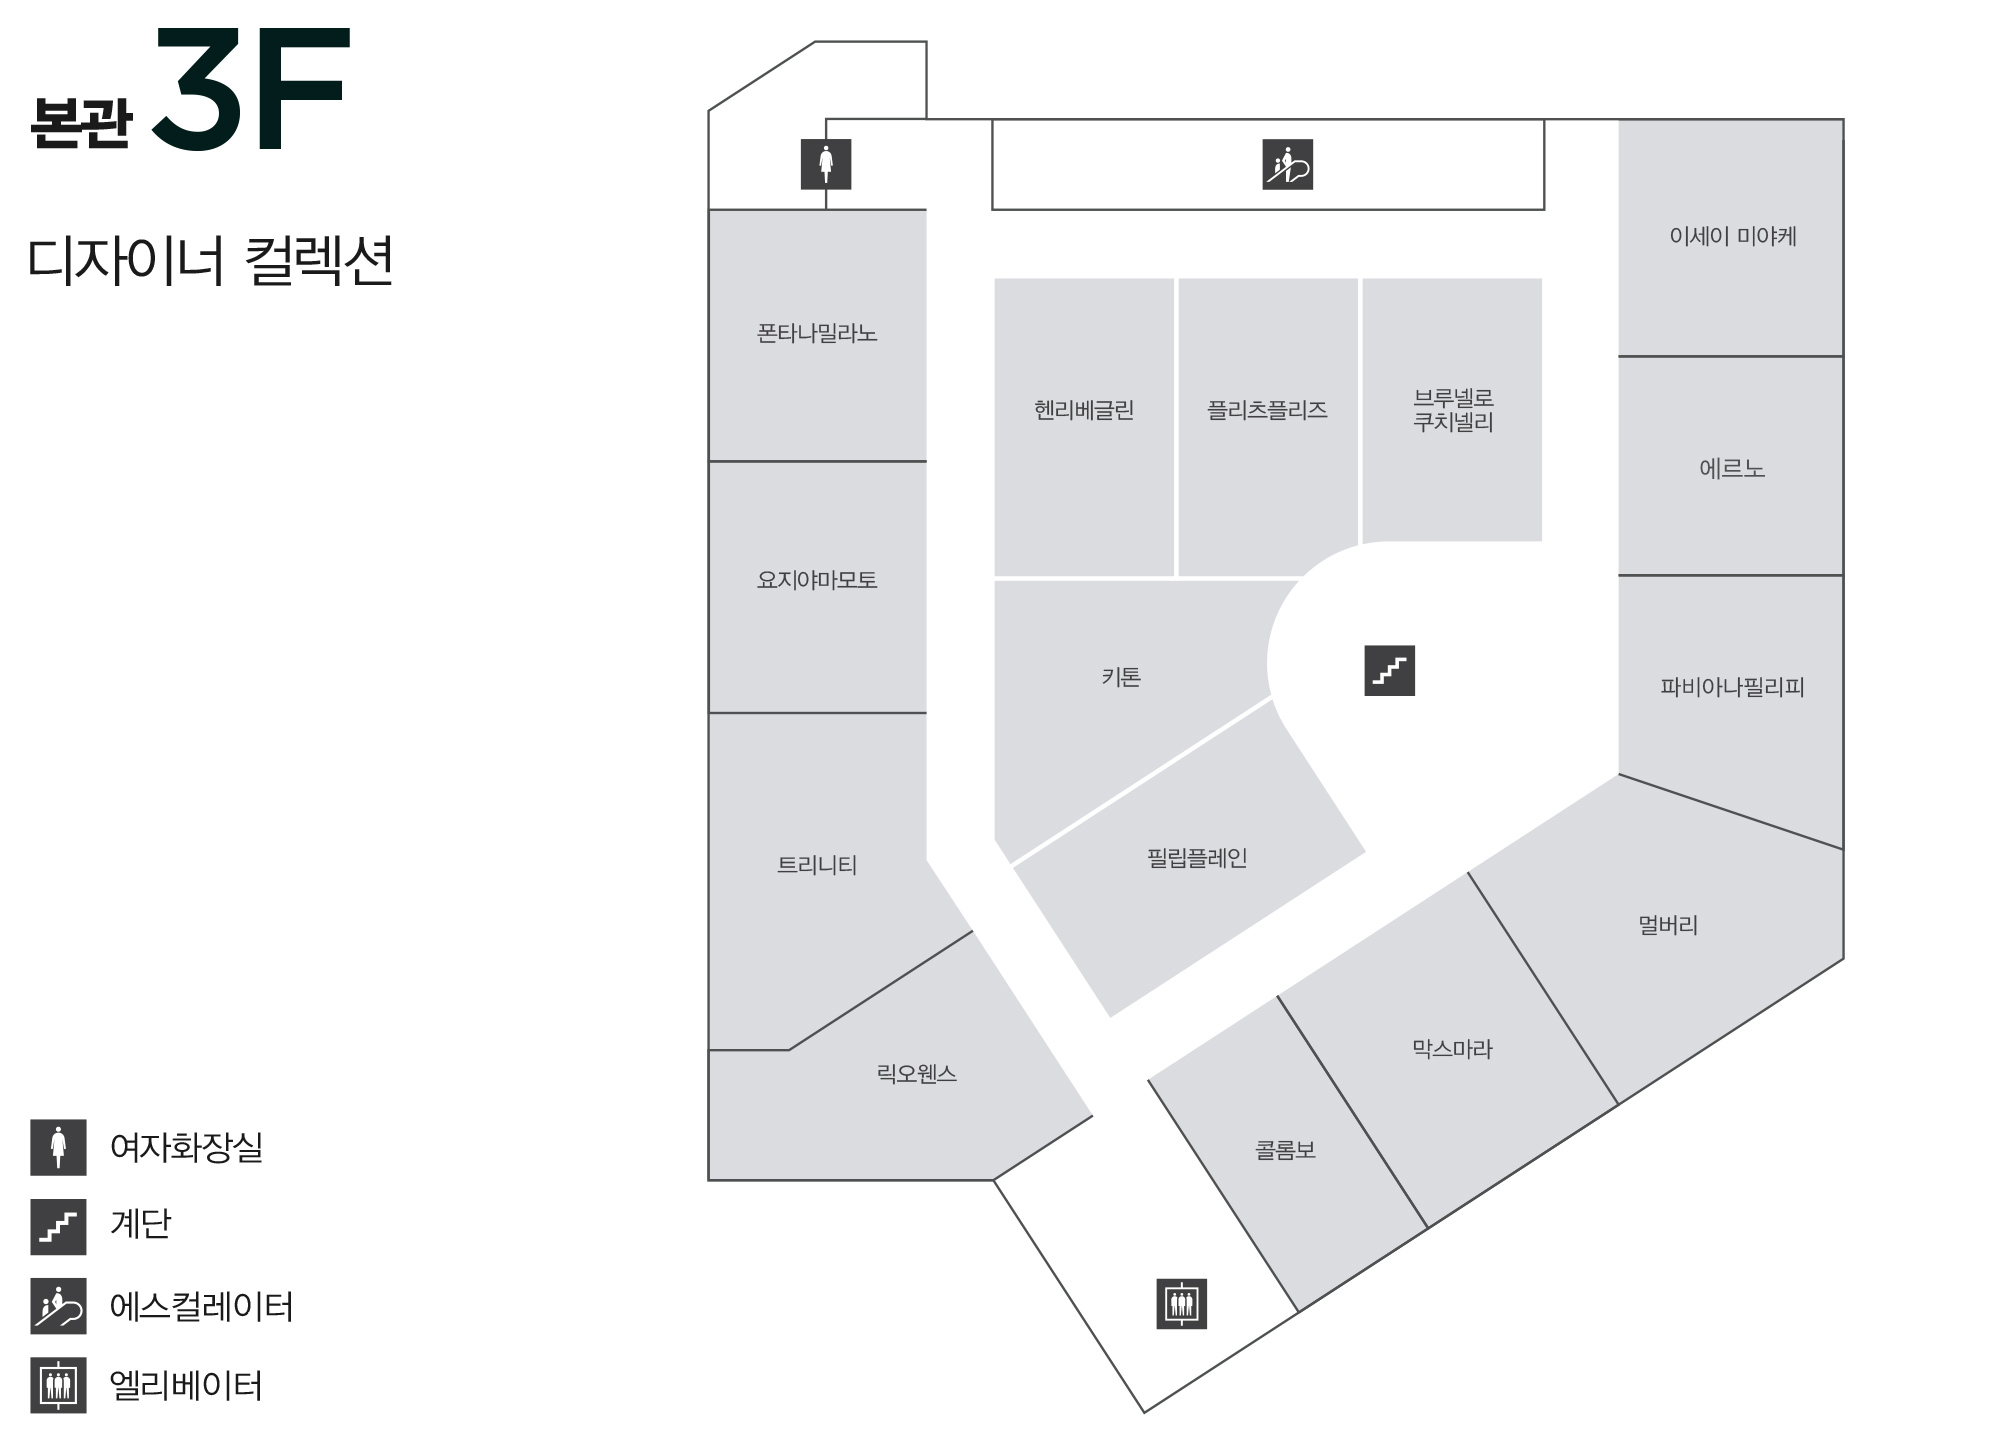 본관 3F
디자이너 컬렉션
이세이 미야케
폰타나밀라노
헨리베글린
플리츠플리즈
브루넬로
쿠치넬리
에르노
요지야마모토
키톤
파비아나필리피
필립플레인
트리니티
멀버리
막스마라
릭오웬스
콜롬보
여자화장실
계단
에스컬레이터
엘리베이터